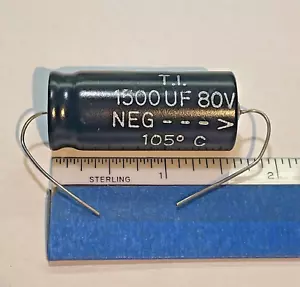 T.I.
1500UF 80V
NEG - - - >
105° C
STERLING 1 2